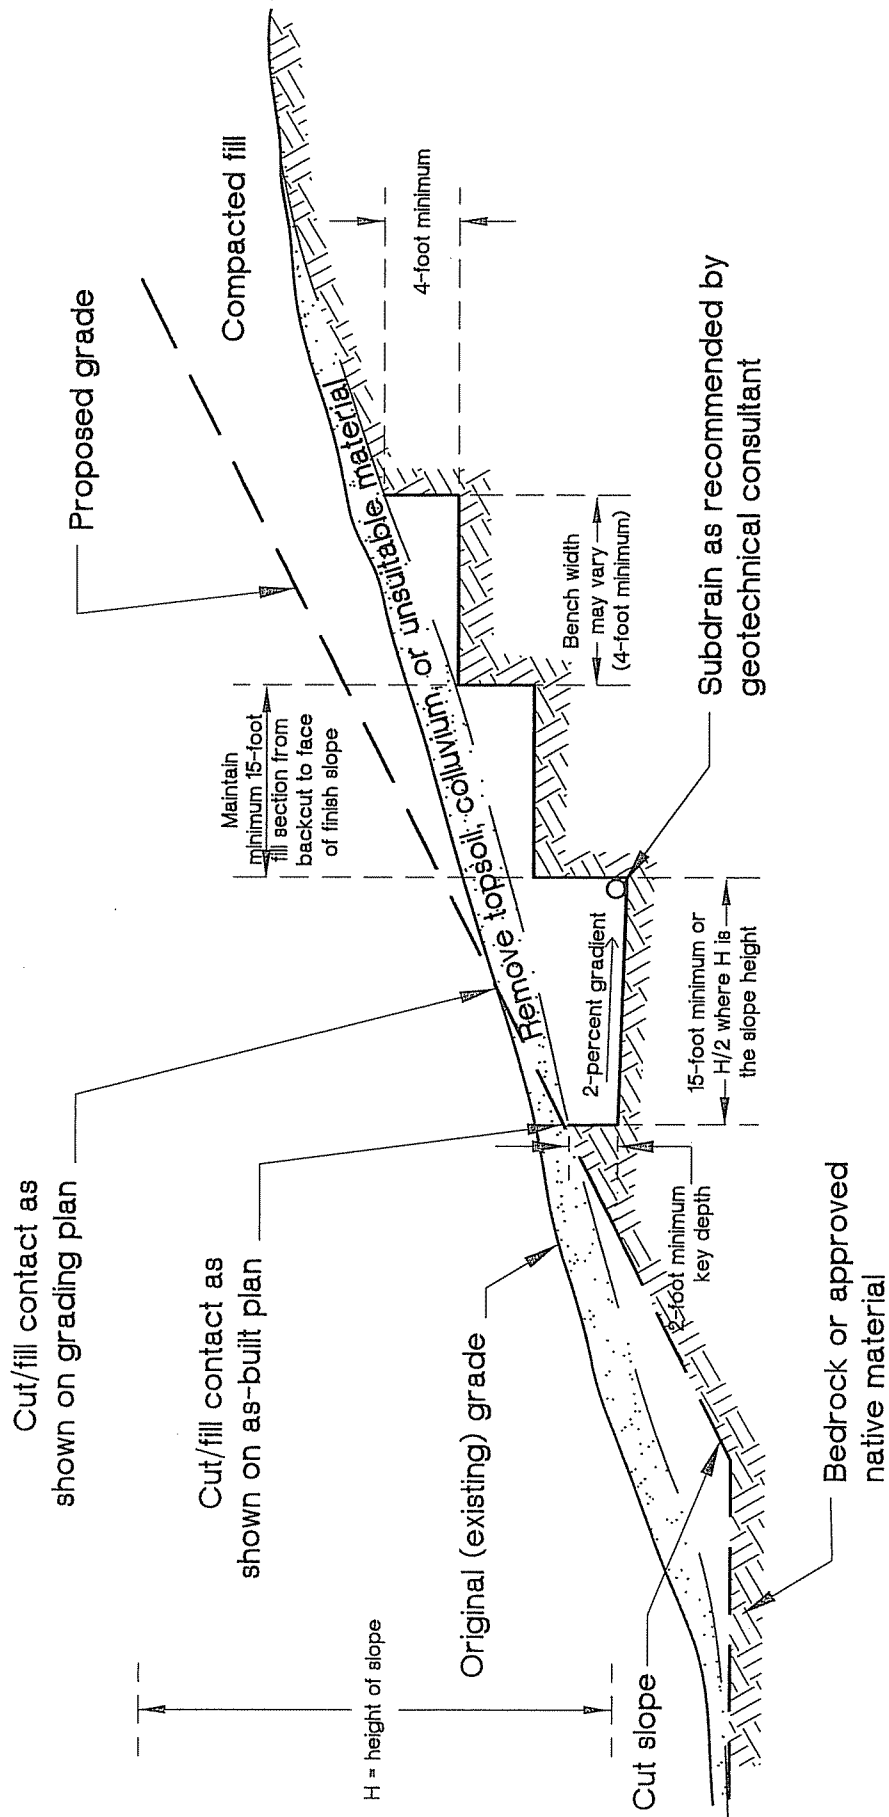 Cut/fill contact as
shown on grading plan
Cut/fill contact as
shown on as-built plan
Original (existing) grade
H = height of slope
Cut slope
Proposed grade
Compacted fill
Maintain
minimum 15-foot
fill section from
backcut to face
of finish slope
Remove topsoil, colluvium, or unsuitable material
4-foot minimum
Bench width
may vary
(4-foot minimum)
2-percent gradient
15-foot minimum or
H/2 where H is
the slope height
2-foot minimum
key depth
Subdrain as recommended by
geotechnical consultant
Bedrock or approved
native material